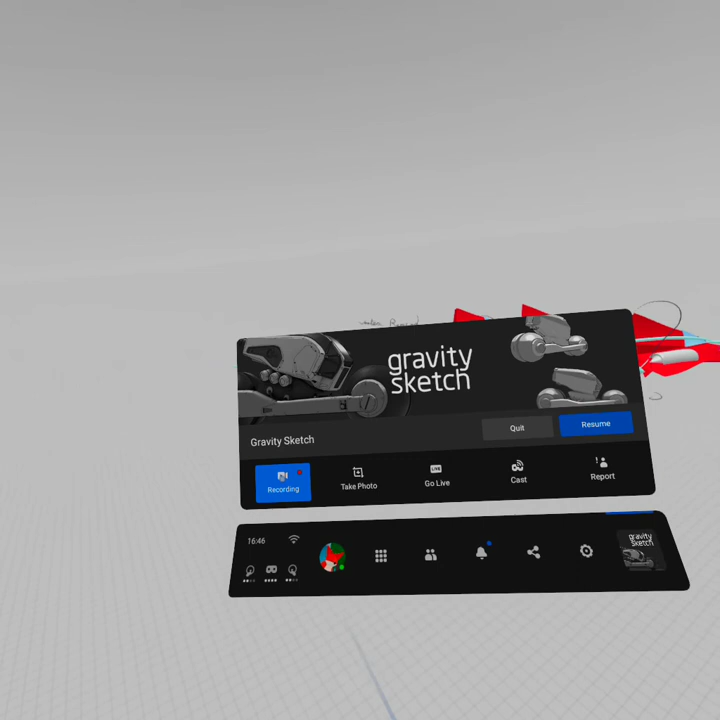 gravity
sketch
Gravity Sketch
Quit
Resume
Recording
Take Photo
LIVE
Go Live
Cast
Report
16:46
gravity
sketch